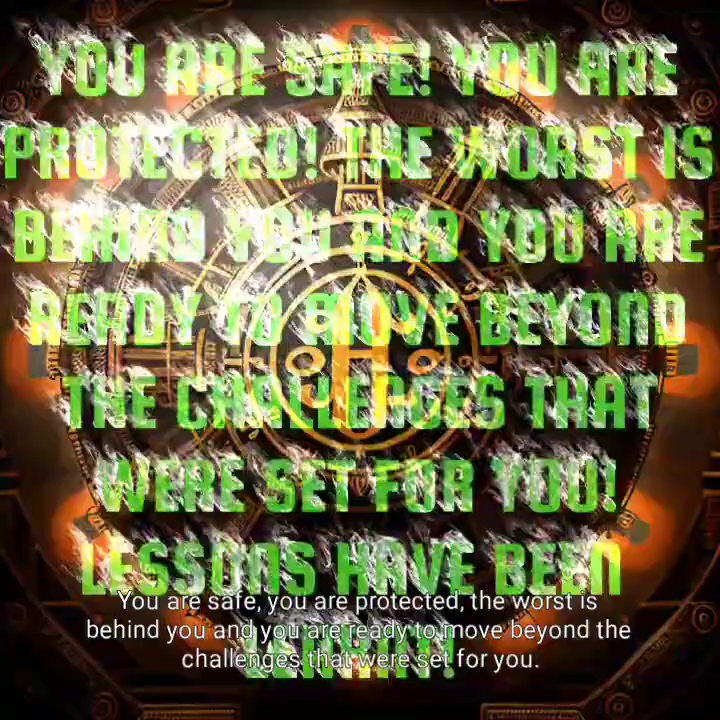 YOU ARE SAFE! YOU ARE
PROTECTED! THE WORST IS
BEHIND YOU AND YOU ARE
READY TO MOVE BEYOND
THE CHALLENGES THAT
WERE SET FOR YOU!
LESSONS HAVE BEEN
LEARNT!
You are safe, you are protected, the worst is
behind you and you are ready to move beyond the
challenges that were set for you.